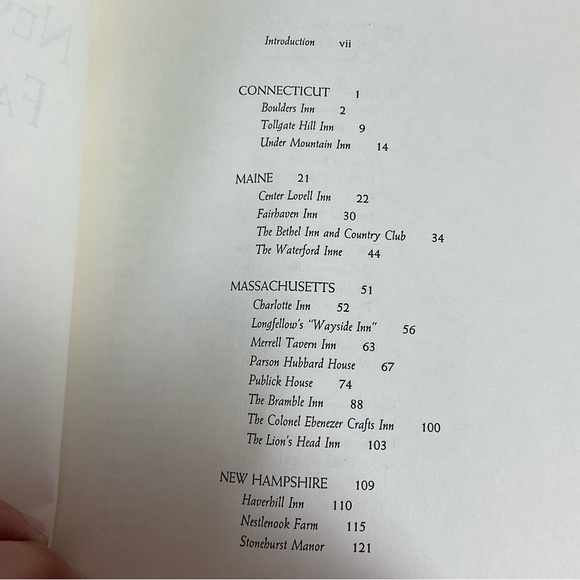 Introduction vii
CONNECTICUT 1
Boulders Inn 2
Tollgate Hill Inn 9
Under Mountain Inn 14
MAINE 21
Center Lovell Inn 22
Fairhaven Inn 30
The Bethel Inn and Country Club 34
The Waterford Inne 44
MASSACHUSETTS 51
Charlotte Inn 52
Longfellow's "Wayside Inn" 56
Merrell Tavern Inn 63
Parson Hubbard House 67
Publick House 74
The Bramble Inn 88
The Colonel Ebenezer Crafts Inn 100
The Lion's Head Inn 103
NEW HAMPSHIRE 109
Haverhill Inn 110
Nestlenook Farm 115
Stonehurst Manor 121